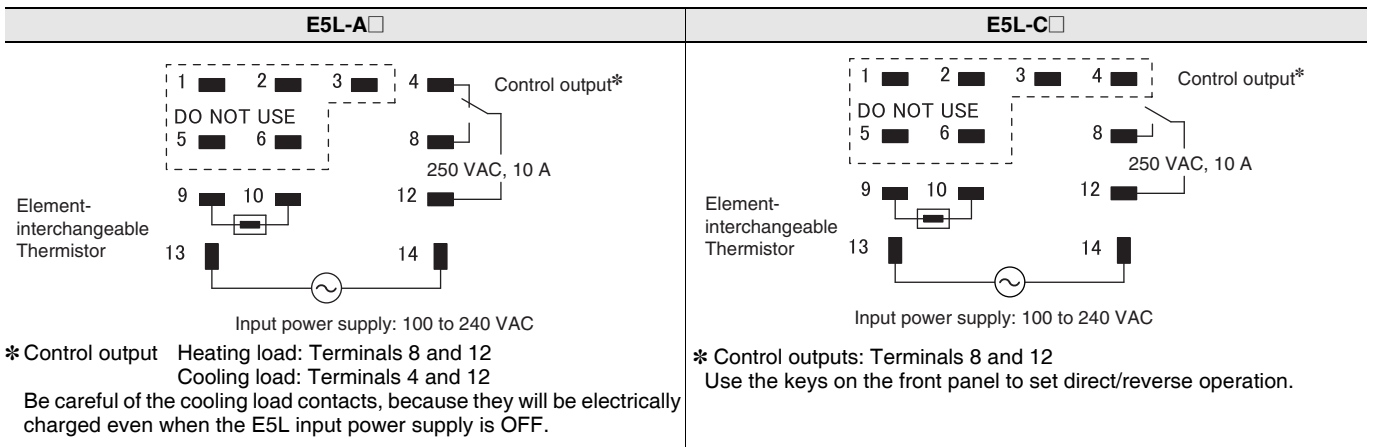 E5L-A□
E5L-C□
1 2 3 4 Control output*
DO NOT USE
5 6 8
250 VAC, 10 A
9 10 12
Element-
interchangeable
Thermistor
13 14
Input power supply: 100 to 240 VAC
* Control output Heating load: Terminals 8 and 12
Cooling load: Terminals 4 and 12
Be careful of the cooling load contacts, because they will be electrically
charged even when the E5L input power supply is OFF.
1 2 3 4 Control output*
DO NOT USE
5 6 8
250 VAC, 10 A
9 10 12
Element-
interchangeable
Thermistor
13 14
Input power supply: 100 to 240 VAC
* Control outputs: Terminals 8 and 12
Use the keys on the front panel to set direct/reverse operation.